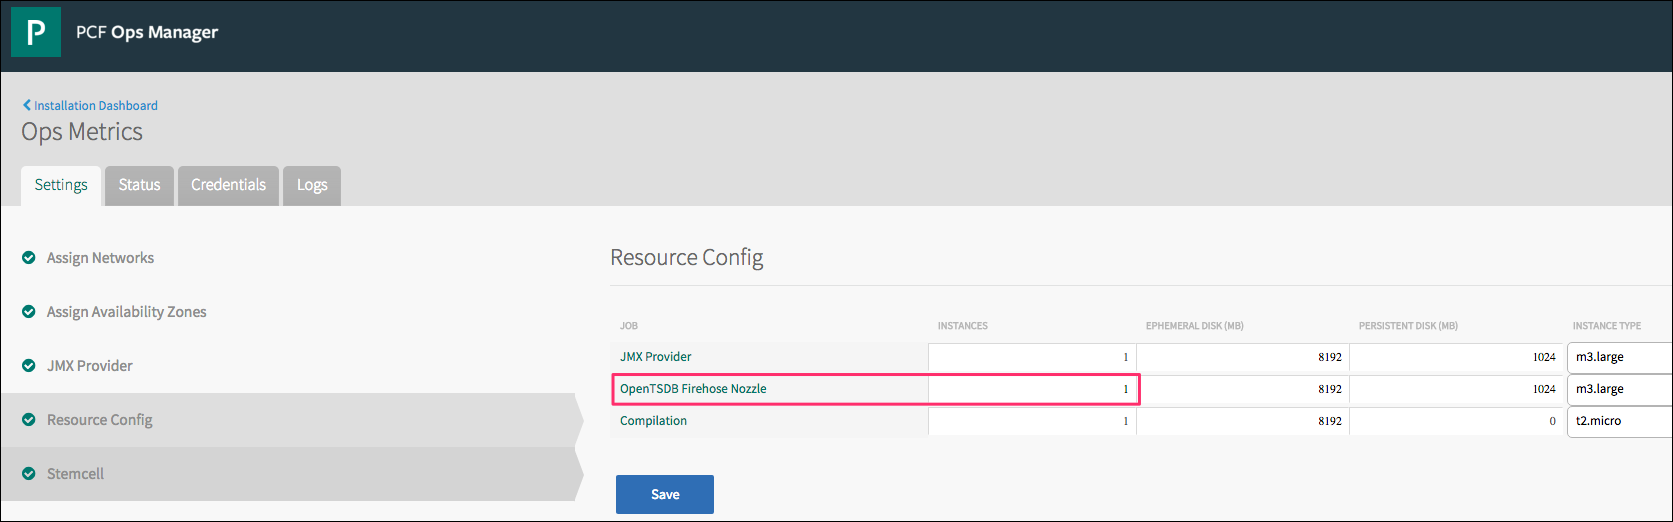 P PCF Ops Manager
Installation Dashboard
Ops Metrics
Settings Status Credentials Logs
Assign Networks
Assign Availability Zones
JMX Provider
Resource Config
Stemcell
Resource Config
JOB INSTANCES EPHEMERAL DISK (MB) PERSISTENT DISK (MB) INSTANCE TYPE
JMX Provider 1 8192 1024 m3.large
OpenTSDB Firehose Nozzle 1 8192 1024 m3.large
Compilation 1 8192 0 t2.micro
Save